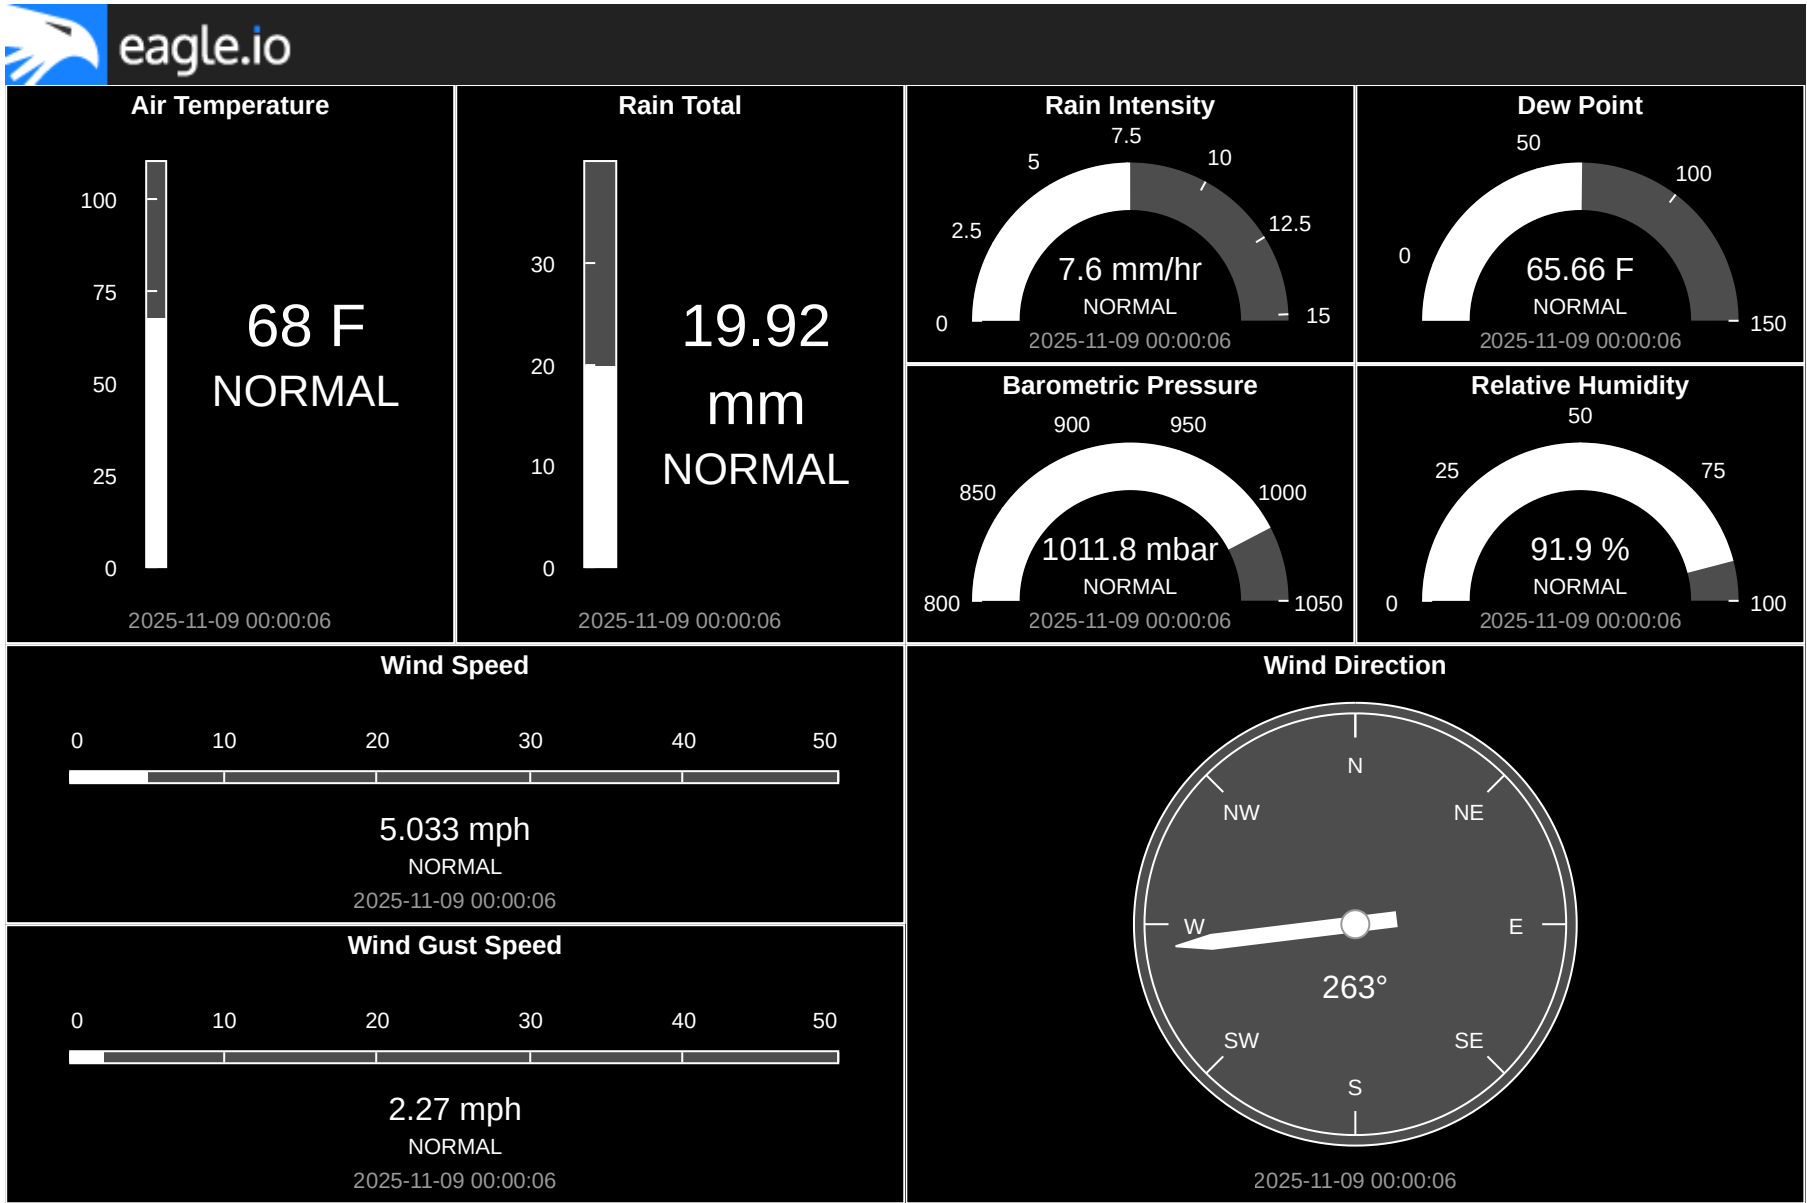 eagle.io
Air Temperature
100
75
50
25
0
68 F
NORMAL
2025-11-09 00:00:06
Rain Total
30
20
10
0
19.92
mm
NORMAL
2025-11-09 00:00:06
Rain Intensity
0
2.5
5
7.5
10
12.5
15
7.6 mm/hr
NORMAL
2025-11-09 00:00:06
Dew Point
0
50
100
150
65.66 F
NORMAL
2025-11-09 00:00:06
Barometric Pressure
800
850
900
950
1000
1050
1011.8 mbar
NORMAL
2025-11-09 00:00:06
Relative Humidity
0
25
50
75
100
91.9 %
NORMAL
2025-11-09 00:00:06
Wind Speed
0 10 20 30 40 50
5.033 mph
NORMAL
2025-11-09 00:00:06
Wind Gust Speed
0 10 20 30 40 50
2.27 mph
NORMAL
2025-11-09 00:00:06
Wind Direction
N
NW NE
W E
263°
SW SE
S
2025-11-09 00:00:06